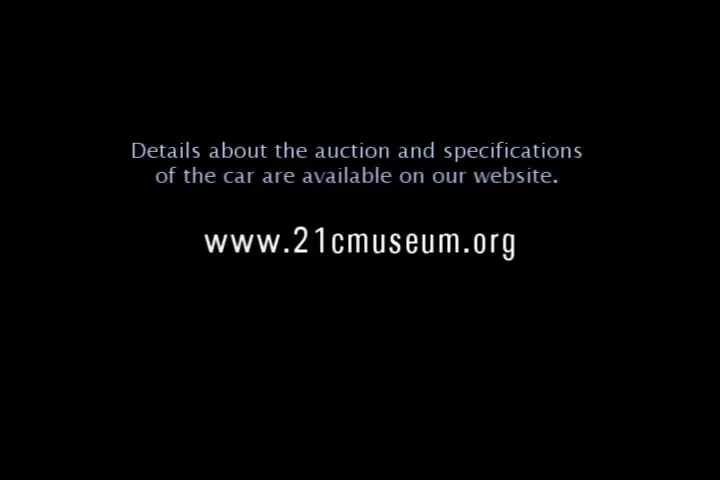 Details about the auction and specifications
of the car are available on our website.
www.21cmuseum.org